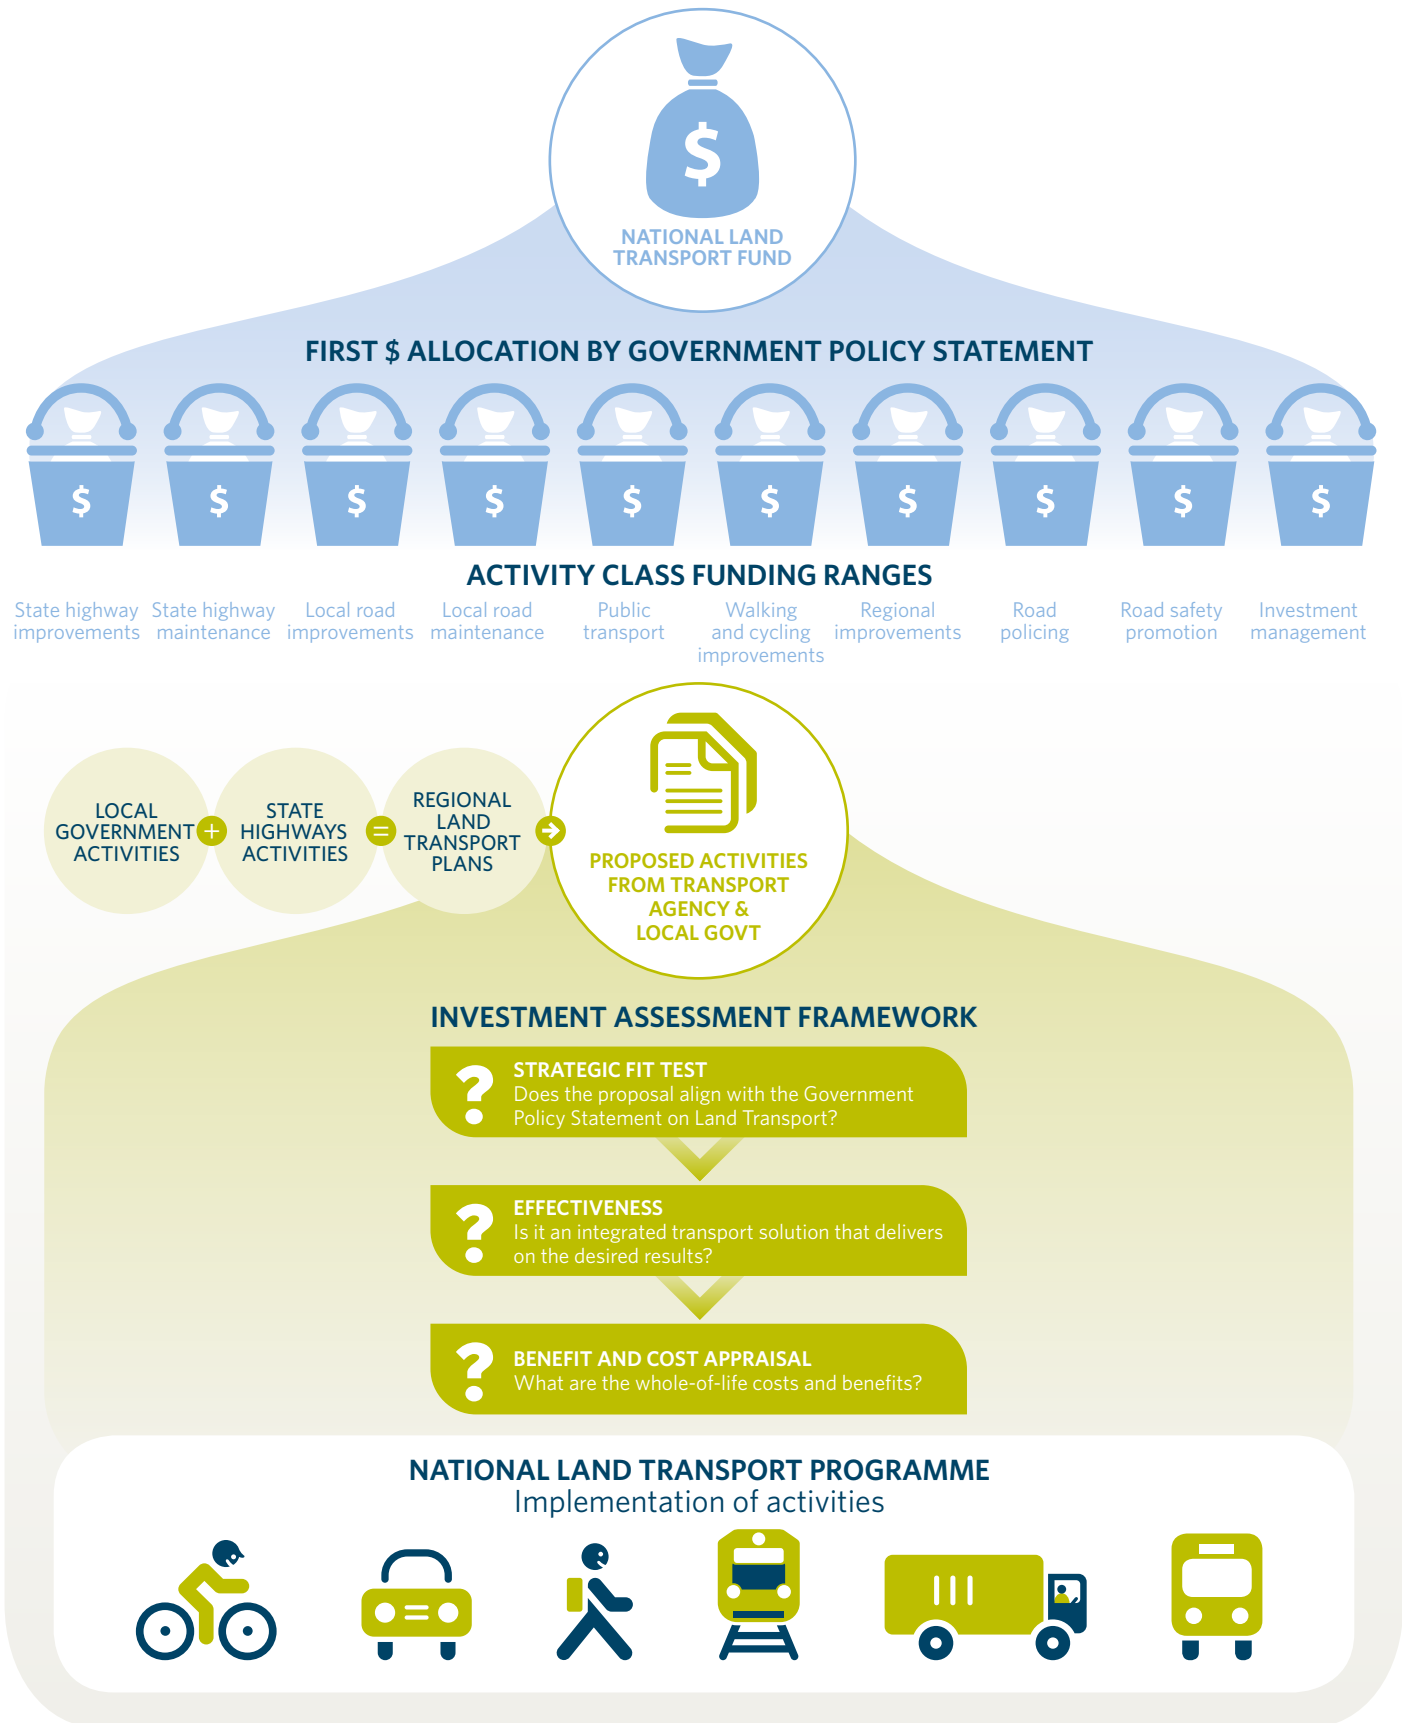 $
NATIONAL LAND
TRANSPORT FUND
FIRST $ ALLOCATION BY GOVERNMENT POLICY STATEMENT
$ $ $ $ $ $ $ $ $ $
ACTIVITY CLASS FUNDING RANGES
State highway
improvements
State highway
maintenance
Local road
improvements
Local road
maintenance
Public
transport
Walking
and cycling
improvements
Regional
improvements
Road
policing
Road safety
promotion
Investment
management
LOCAL
GOVERNMENT
ACTIVITIES
+
STATE
HIGHWAYS
ACTIVITIES
=
REGIONAL
LAND
TRANSPORT
PLANS
PROPOSED ACTIVITIES
FROM TRANSPORT
AGENCY &
LOCAL GOVT
INVESTMENT ASSESSMENT FRAMEWORK
?
STRATEGIC FIT TEST
Does the proposal align with the Government
Policy Statement on Land Transport?
?
EFFECTIVENESS
Is it an integrated transport solution that delivers
on the desired results?
?
BENEFIT AND COST APPRAISAL
What are the whole-of-life costs and benefits?
NATIONAL LAND TRANSPORT PROGRAMME
Implementation of activities